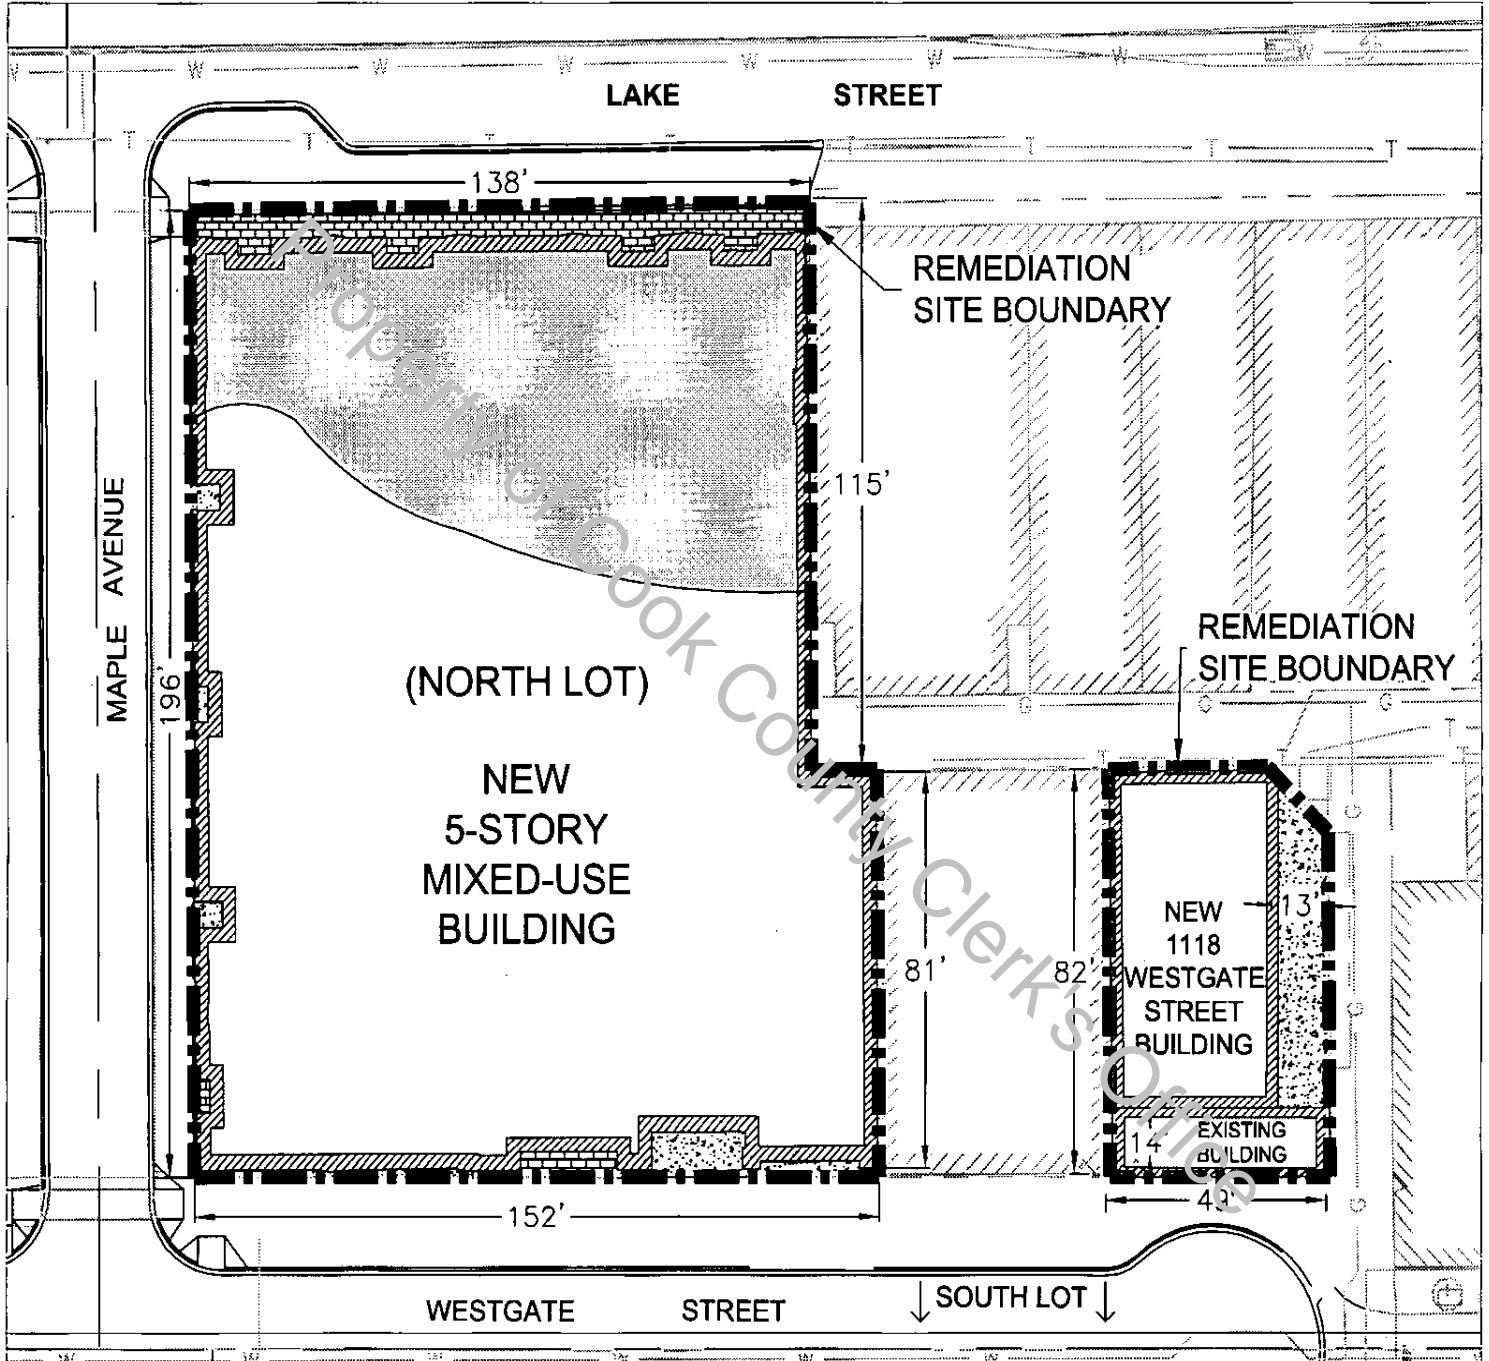 W W W W W W W W
LAKE STREET
T T T T T T T T
138'
REMEDIATION
SITE BOUNDARY
115'
MAPLE AVENUE
196'
REMEDIATION
SITE BOUNDARY
(NORTH LOT)
G G G
T T T T
NEW
5-STORY
MIXED-USE
BUILDING
G
13'
NEW
1118
WESTGATE
STREET
BUILDING
81'
82'
G
14'
EXISTING
BUILDING
G
49'
152'
SOUTH LOT
WESTGATE STREET
W W W W W W W
Property of Cook County Clerk's Office